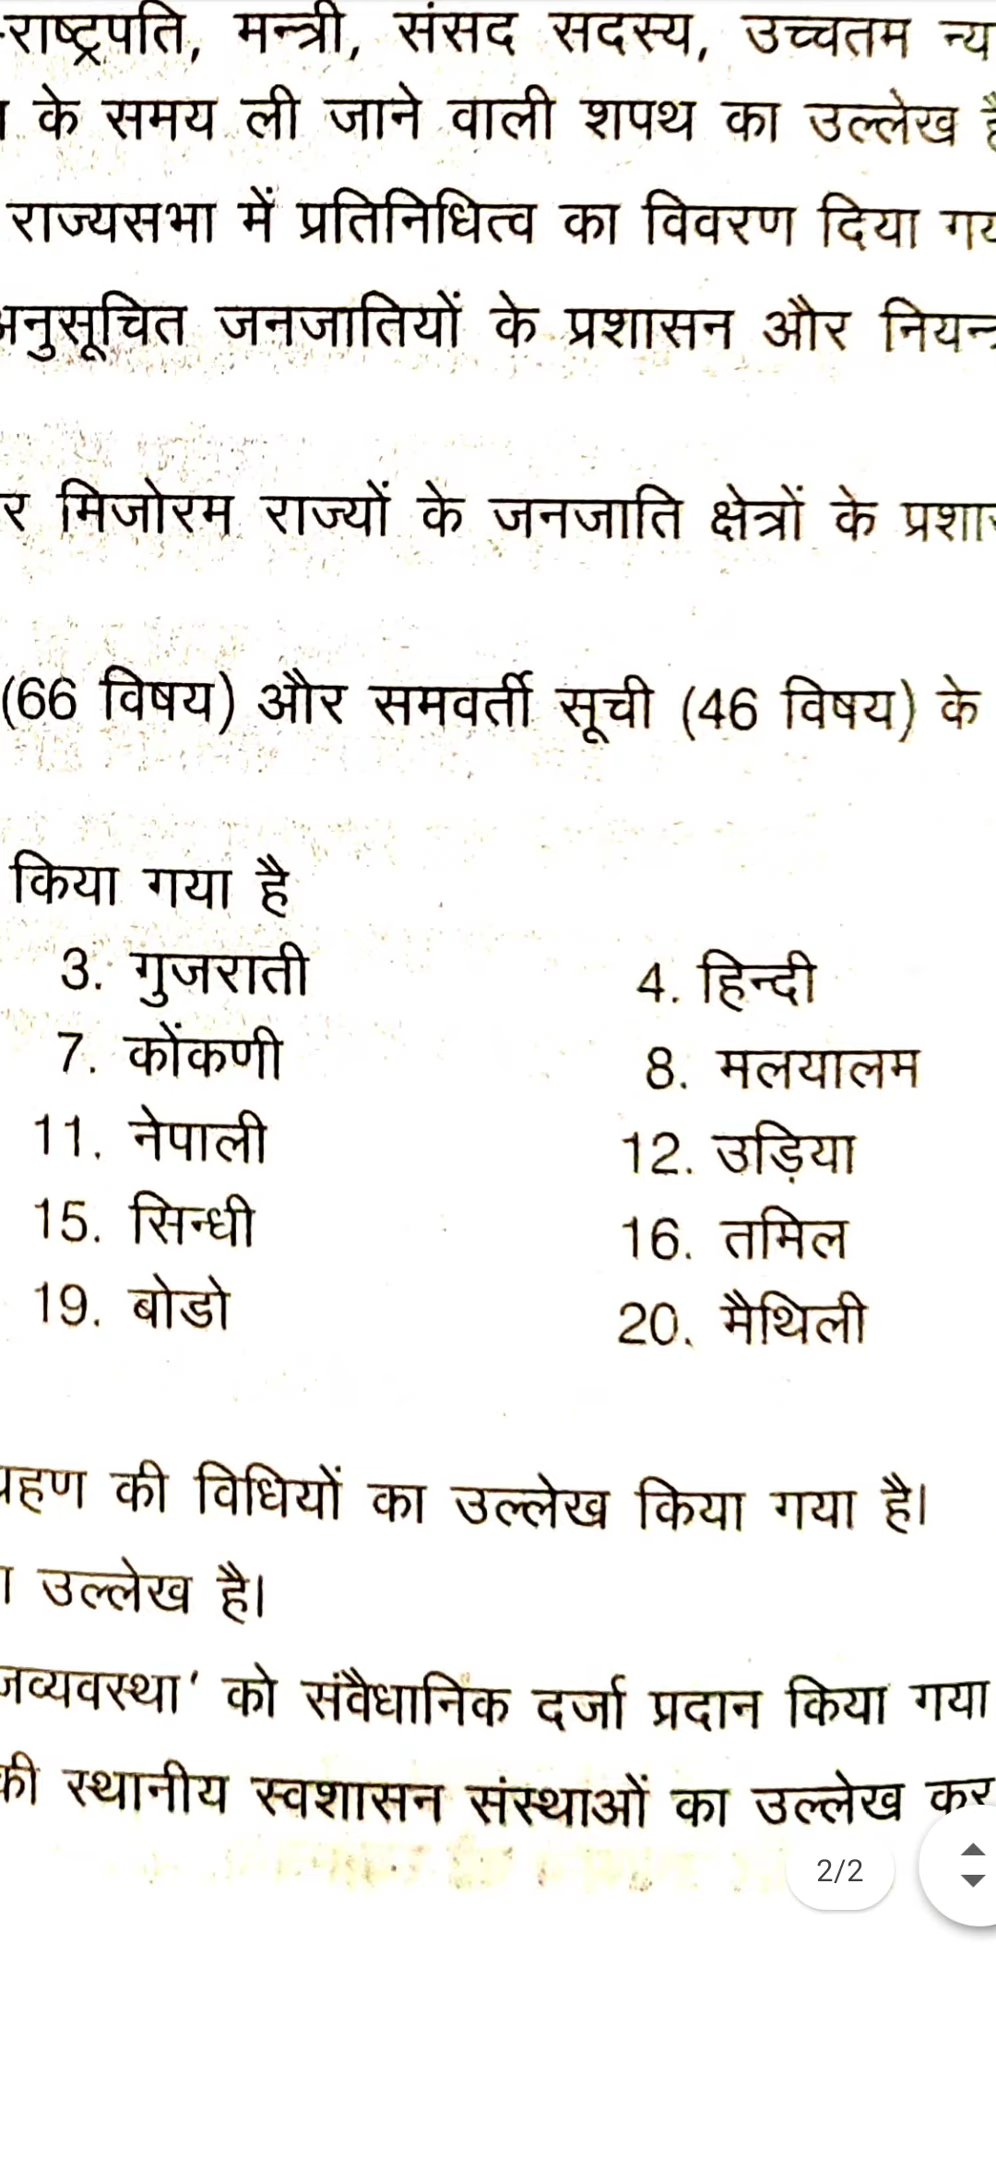 राष्ट्रपति, मन्त्री, संसद सदस्य, उच्चतम
के समय ली जाने वाली शपथ का उल्लेख
राज्यसभा में प्रतिनिधित्व का विवरण दिया
जनजातियों के प्रशासन और
मिजोरम राज्यों के जनजाति क्षेत्रों के
(66 विषय) और समवर्ती सूची (46 विषय) के
किया गया है
3. गुजराती 4. हिन्दी
7. कोंकणी 8. मलयालम
11. नेपाली 12. उड़िया
15. सिन्धी 16. तमिल
19. बोडो 20. मैथिली
की विधियों का उल्लेख किया गया है।
उल्लेख है।
को संवैधानिक दर्जा प्रदान किया गया
की स्थानीय स्वशासन संस्थाओं का उल्लेख
2/2